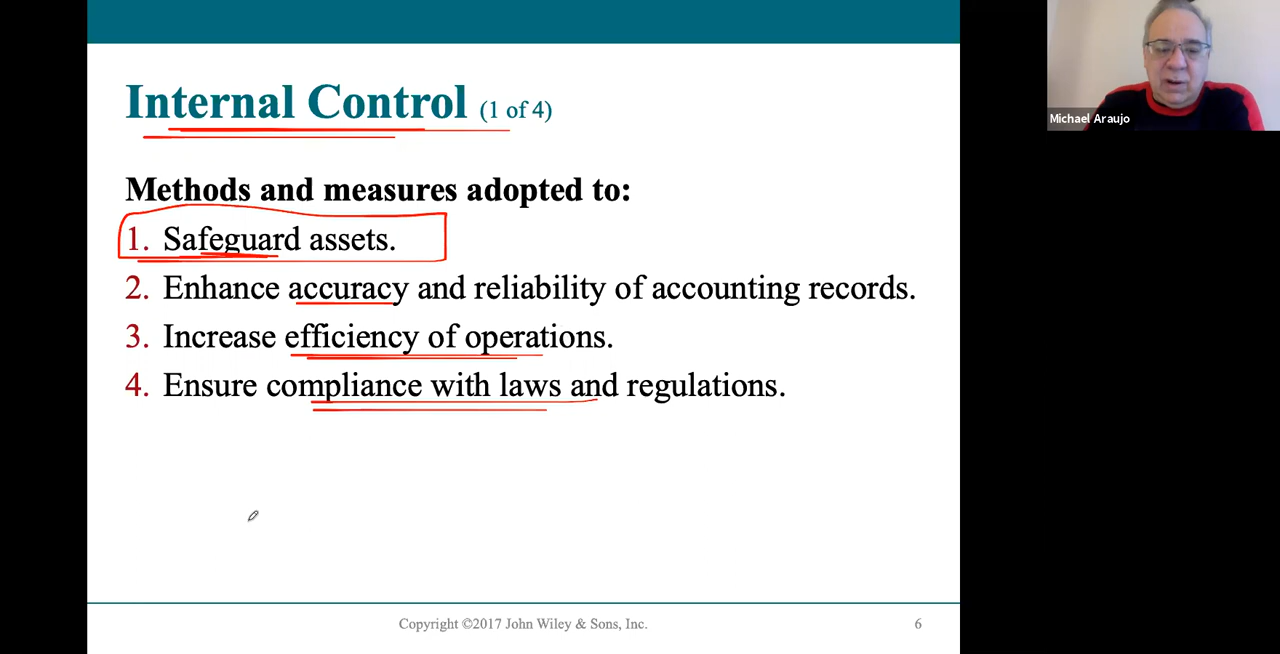 Internal Control (1 of 4)
Michael Araujo
Methods and measures adopted to:
1. Safeguard assets.
2. Enhance accuracy and reliability of accounting records.
3. Increase efficiency of operations.
4. Ensure compliance with laws and regulations.
Copyright ©2017 John Wiley & Sons, Inc.
6